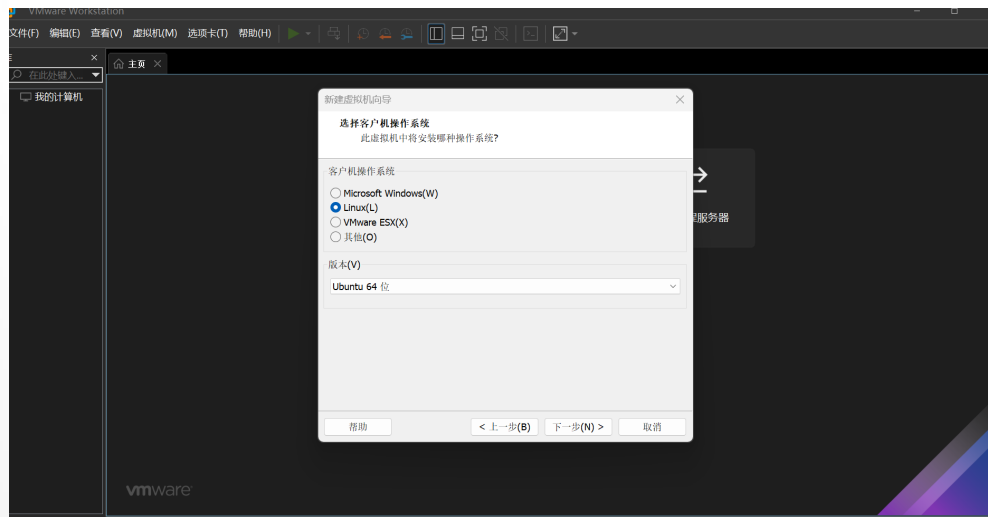 VMware Workstation
文件(F) 编辑(E) 查看(V) 虚拟机(M) 选项卡(T) 帮助(H)
在此处键入...
主页
我的计算机
新建虚拟机向导
选择客户机操作系统
此虚拟机中将安装哪种操作系统?
客户机操作系统
Microsoft Windows(W)
Linux(L)
VMware ESX(X)
其他(O)
版本(V)
Ubuntu 64 位
帮助
< 上一步(B)
下一步(N) >
取消
程服务器
vmware